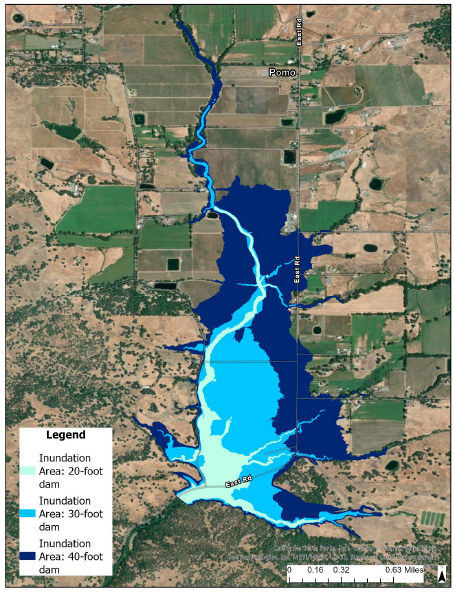 East Rd
Pomo
East Rd
East Rd
Legend
Inundation
Area: 20-foot
dam
Inundation
Area: 30-foot
dam
Inundation
Area: 40-foot
dam
0 0.16 0.32 0.63 Miles